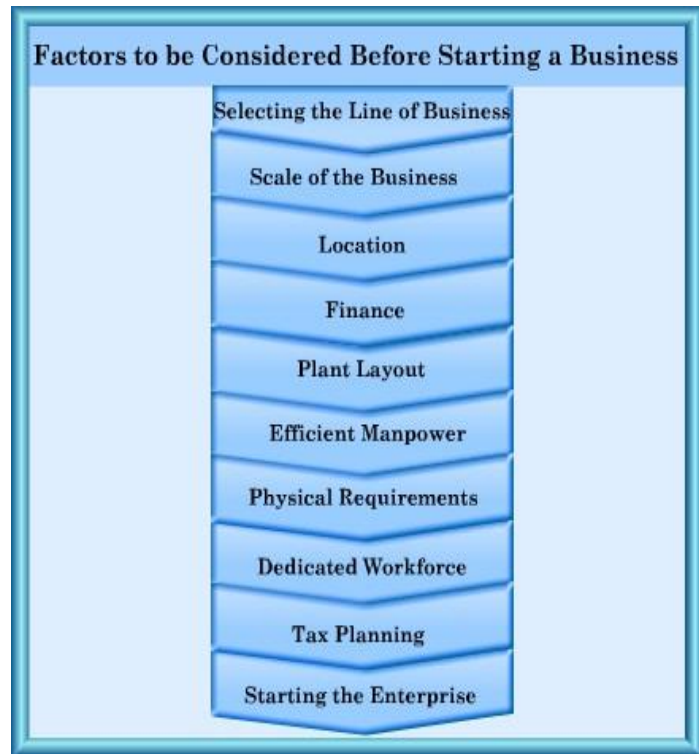 Factors to be Considered Before Starting a Business
Selecting the Line of Business
Scale of the Business
Location
Finance
Plant Layout
Efficient Manpower
Physical Requirements
Dedicated Workforce
Tax Planning
Starting the Enterprise